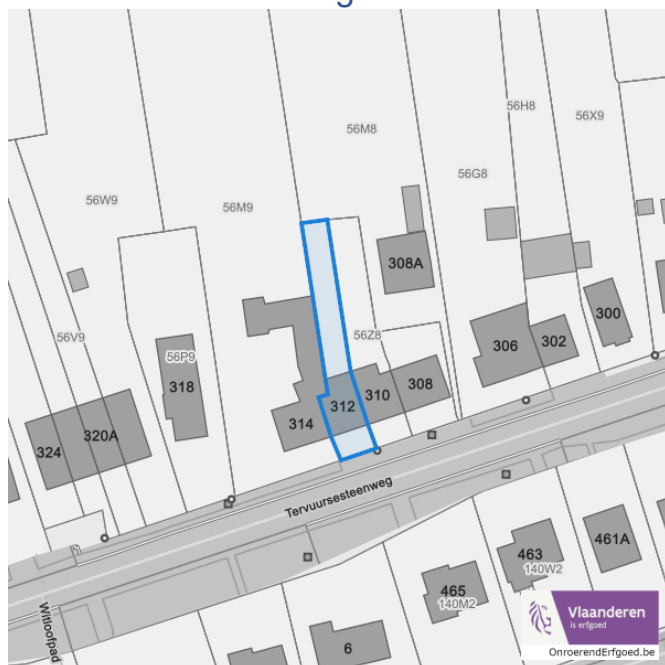 56M8
56H8
56X9
56G8
56W9
56M9
308A
56Z8
300
56V9
56P9
318
306
302
308
310
312
314
320A
324
Tervuursesteenweg
461A
463
140W2
465
140M2
Witloofpad
6
Vlaanderen
is erfgoed
OnroerendErfgoed.be